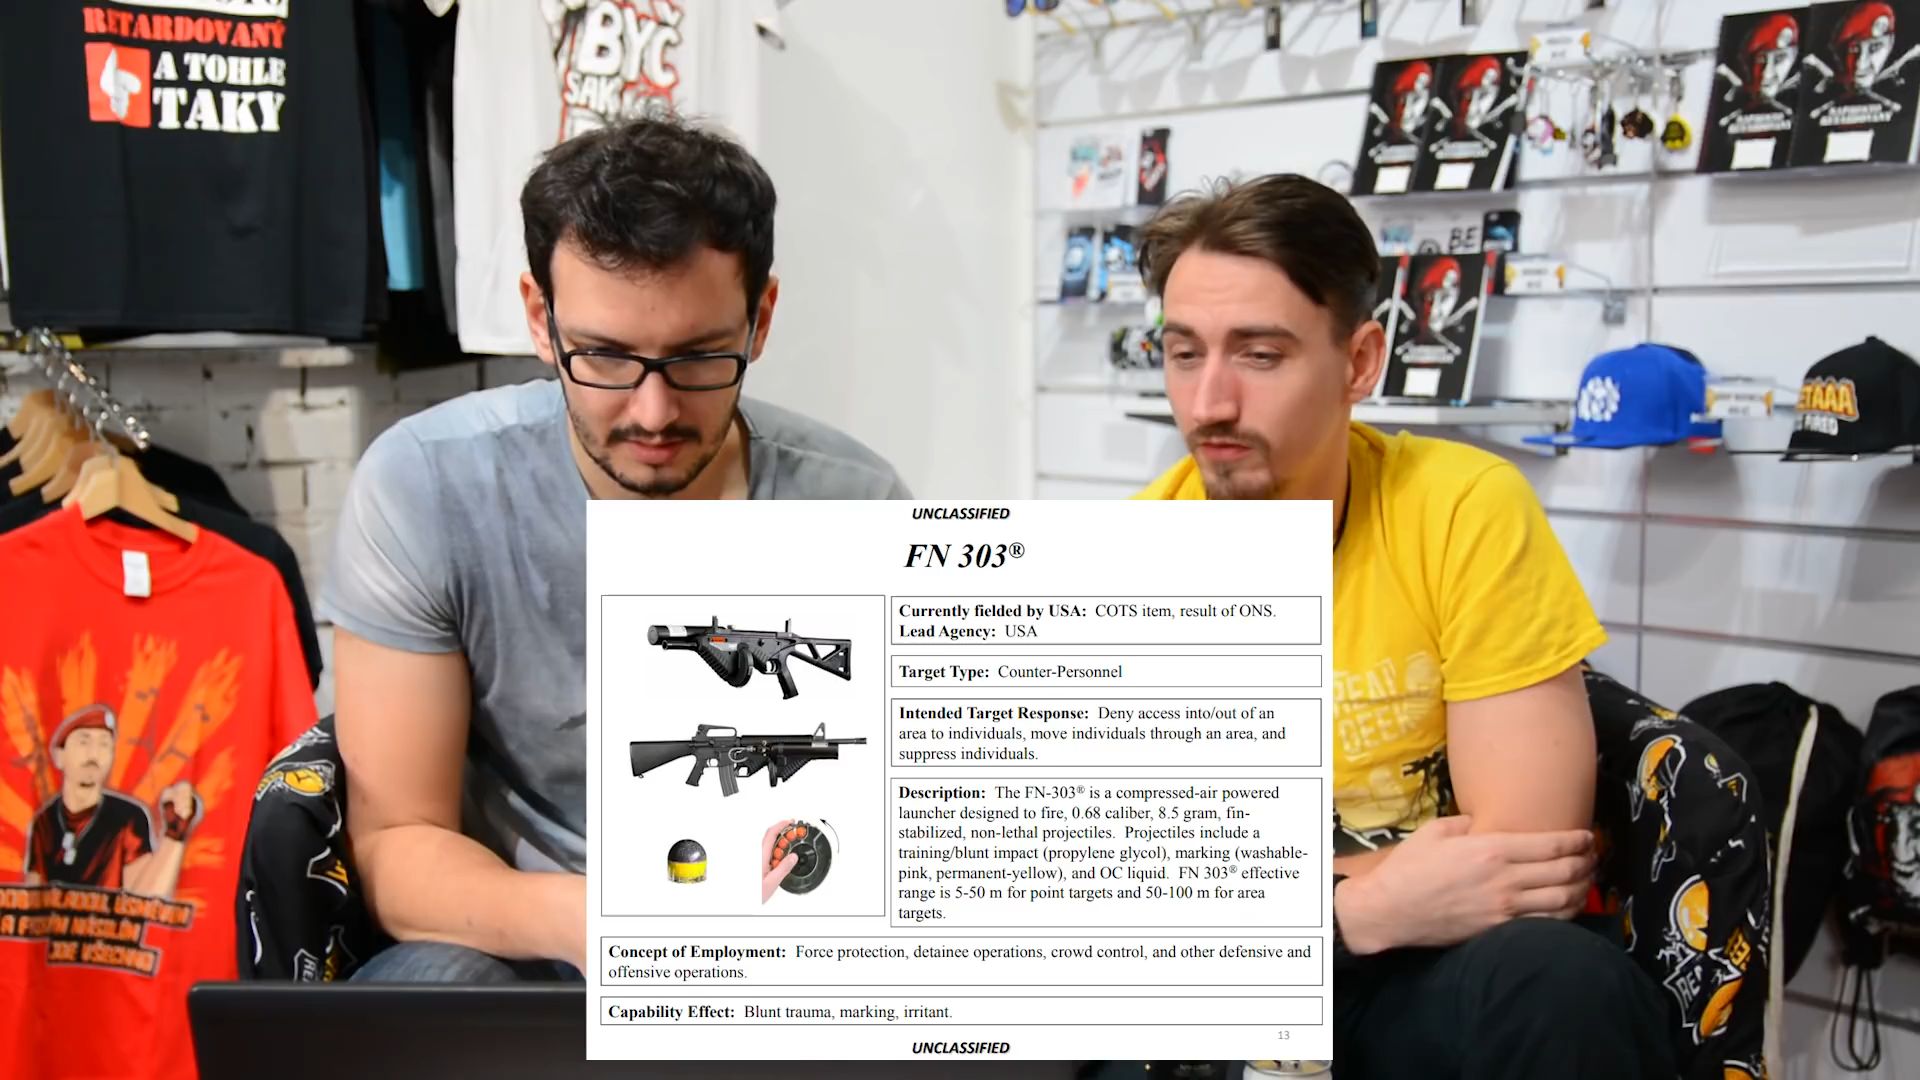 RETARDOVANÝ
A TOHLE
TAKY
BÝČ
BE
UNCLASSIFIED
FN 303®
Currently fielded by USA: COTS item, result of ONS.
Lead Agency: USA
Target Type: Counter-Personnel
Intended Target Response: Deny access into/out of an
area to individuals, move individuals through an area, and
suppress individuals.
Description: The FN-303® is a compressed-air powered
launcher designed to fire, 0.68 caliber, 8.5 gram, fin-
stabilized, non-lethal projectiles. Projectiles include a
training/blunt impact (propylene glycol), marking (washable-
pink, permanent-yellow), and OC liquid. FN 303® effective
range is 5-50 m for point targets and 50-100 m for area
targets.
Concept of Employment: Force protection, detainee operations, crowd control, and other defensive and
offensive operations.
Capability Effect: Blunt trauma, marking, irritant.
13
UNCLASSIFIED
REAL
GEEK
JDE VŠECHNO